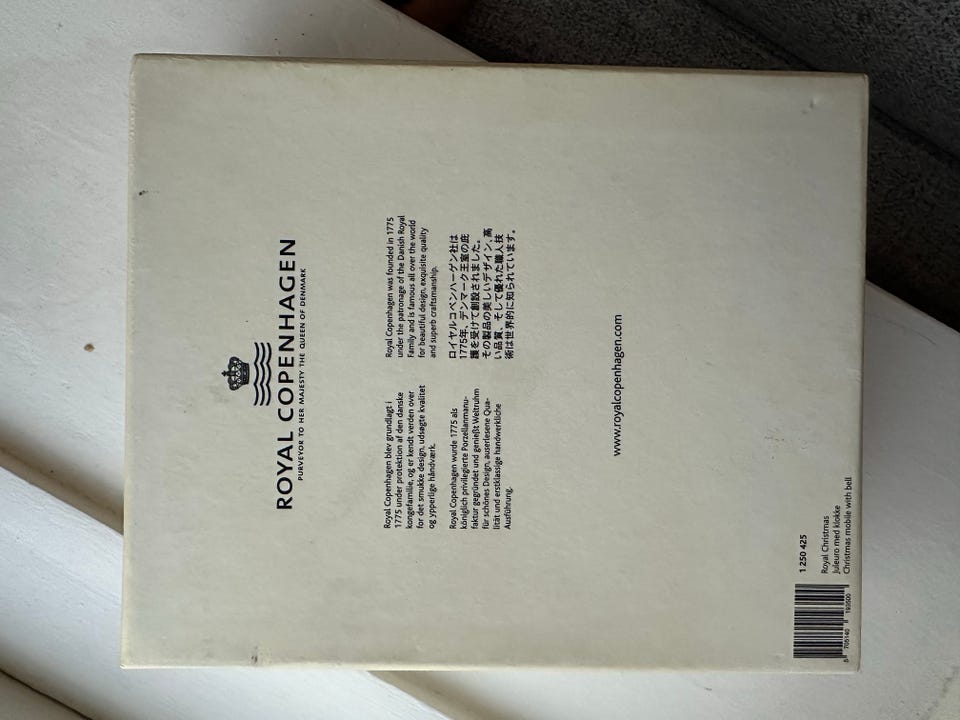 ROYAL COPENHAGEN
PURVEYOR TO HER MAJESTY THE QUEEN OF DENMARK
Royal Copenhagen blev grundlagt i
1775 under protektion af den danske
kongefamilie, og er kendt verden over
for det smukke design, udsøgte kvalitet
og ypperlige håndværk.
Royal Copenhagen was founded in 1775
under the patronage of the Danish Royal
Family and is famous all over the world
for beautiful design, exquisite quality
and superb craftsmanship.
Royal Copenhagen wurde 1775 als
königlich privilegierte Porzellanmanu-
faktur gegründet und genießt Weltruhm
für schönes Design, auserlesene Qua-
lität und erstklassige handwerkliche
Ausführung.
ロイヤルコペンハーゲン社は
1775年、デンマーク王室の庇
護を受けて創設されました。
その製品の美しいデザイン、高
い品質、そして優れた職人技
術は世界的に知られています。
www.royalcopenhagen.com
1 250 425
Royal Christmas
Juleuro med klokke
Christmas mobile with bell
5 705140 193500